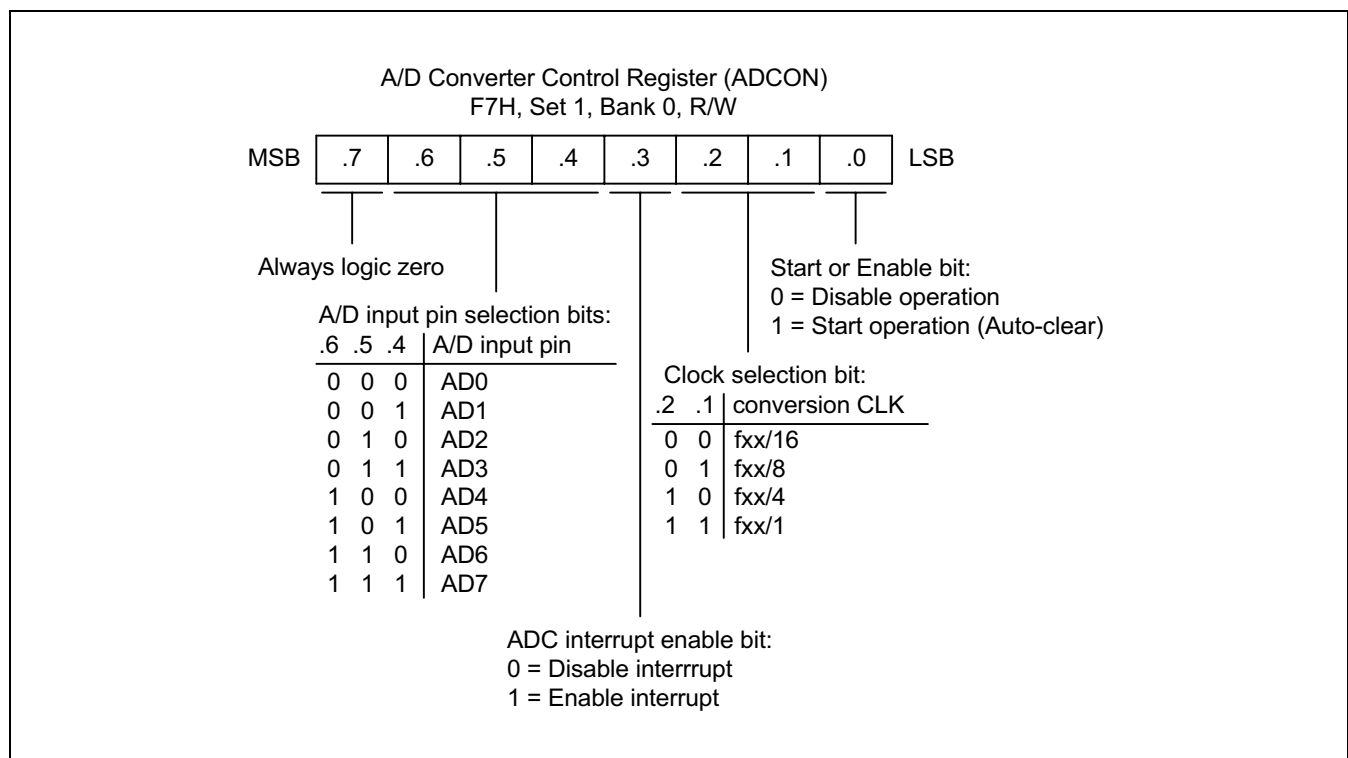 A/D Converter Control Register (ADCON)
F7H, Set 1, Bank 0, R/W
MSB .7 .6 .5 .4 .3 .2 .1 .0 LSB
Always logic zero
A/D input pin selection bits:
.6 .5 .4 A/D input pin
0 0 0 AD0
0 0 1 AD1
0 1 0 AD2
0 1 1 AD3
1 0 0 AD4
1 0 1 AD5
1 1 0 AD6
1 1 1 AD7
Start or Enable bit:
0 = Disable operation
1 = Start operation (Auto-clear)
Clock selection bit:
.2 .1 conversion CLK
0 0 fxx/16
0 1 fxx/8
1 0 fxx/4
1 1 fxx/1
ADC interrupt enable bit:
0 = Disable interrrupt
1 = Enable interrupt